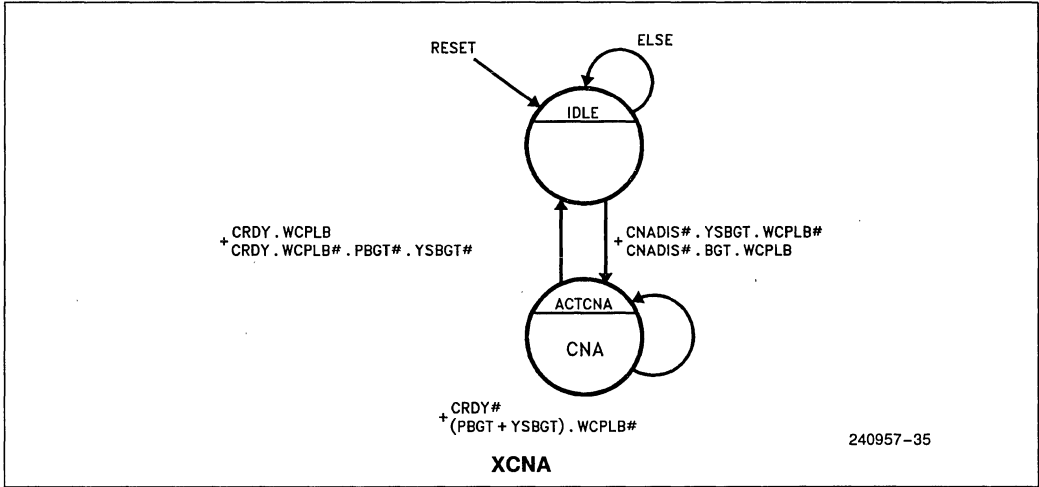 RESET
ELSE
IDLE
CRDY . WCPLB
+ CRDY . WCPLB# . PBGT# . YSBGT#
+ CNADIS# . YSBGT . WCPLB#
CNADIS# . BGT . WCPLB
ACTCNA
CNA
+ CRDY#
(PBGT + YSBGT) . WCPLB#
240957-35
XCNA